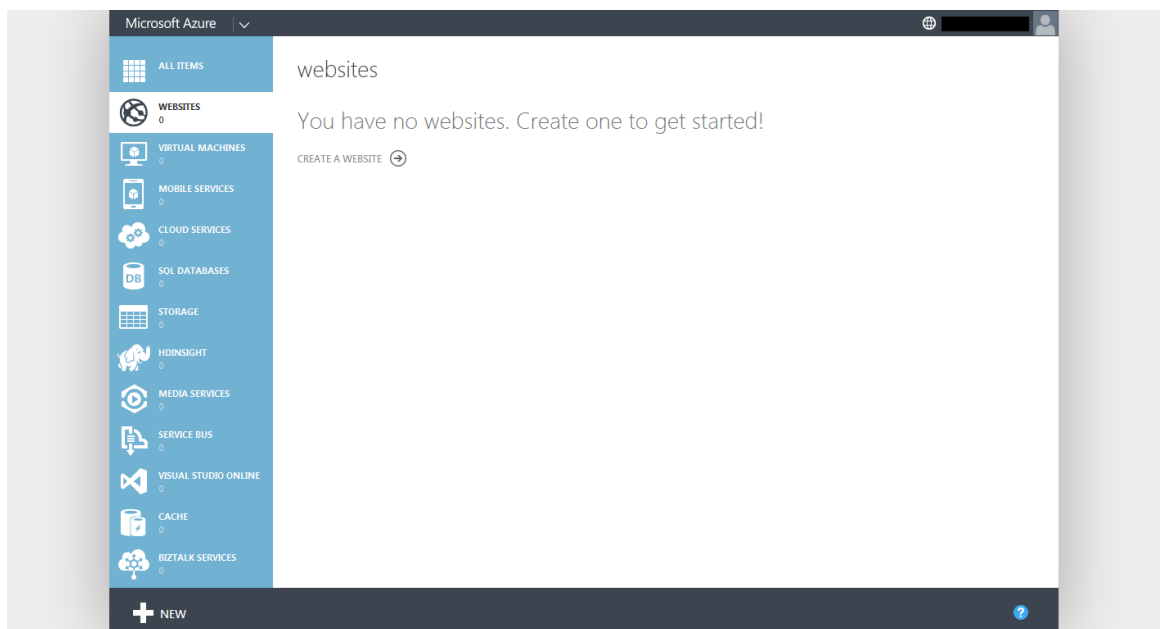 Microsoft Azure
ALL ITEMS
WEBSITES
0
VIRTUAL MACHINES
0
MOBILE SERVICES
0
CLOUD SERVICES
0
DB
SQL DATABASES
0
STORAGE
0
HDINSIGHT
0
MEDIA SERVICES
0
SERVICE BUS
0
VISUAL STUDIO ONLINE
0
CACHE
0
BIZTALK SERVICES
0
websites
You have no websites. Create one to get started!
CREATE A WEBSITE
NEW
?